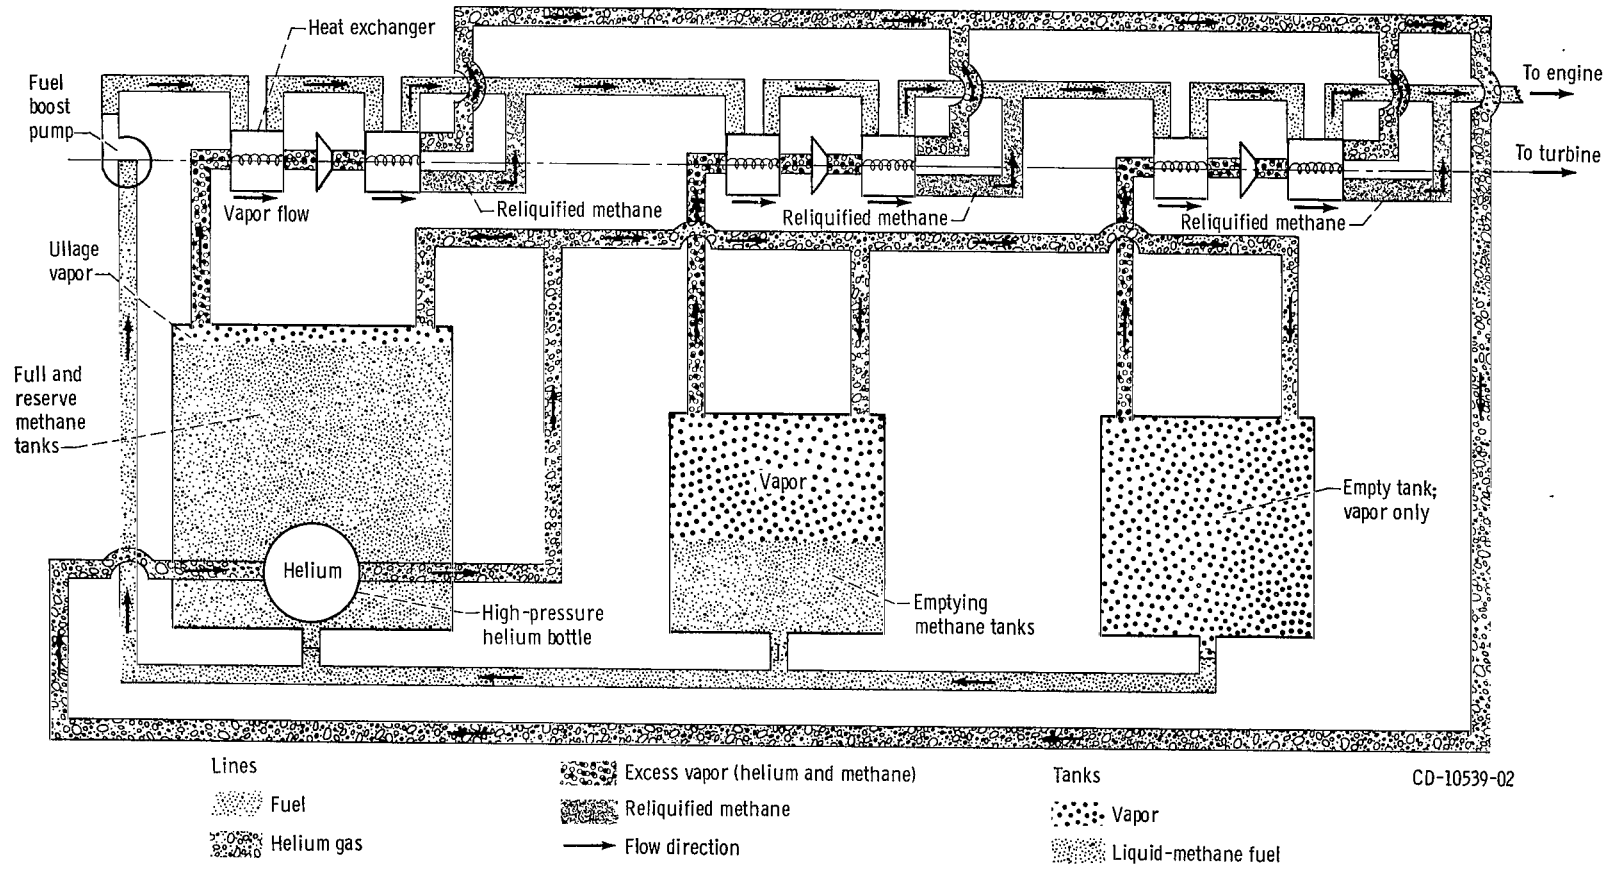 Heat exchanger
Fuel
boost
pump
To engine
To turbine
Vapor flow
Reliquified methane
Reliquified methane
Reliquified methane
Ullage
vapor
Full and
reserve
methane
tanks
Vapor
Empty tank;
vapor only
Helium
High-pressure
helium bottle
Emptying
methane tanks
Lines
Fuel
Helium gas
Excess vapor (helium and methane)
Reliquified methane
Flow direction
Tanks
Vapor
Liquid-methane fuel
CD-10539-02